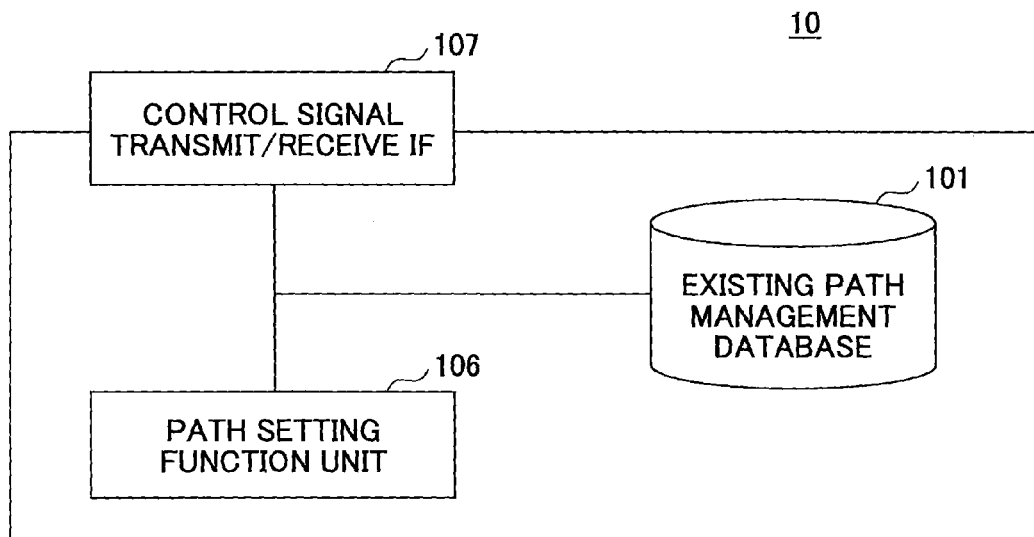 10
107
CONTROL SIGNAL
TRANSMIT/RECEIVE IF
101
EXISTING PATH
MANAGEMENT
DATABASE
106
PATH SETTING
FUNCTION UNIT